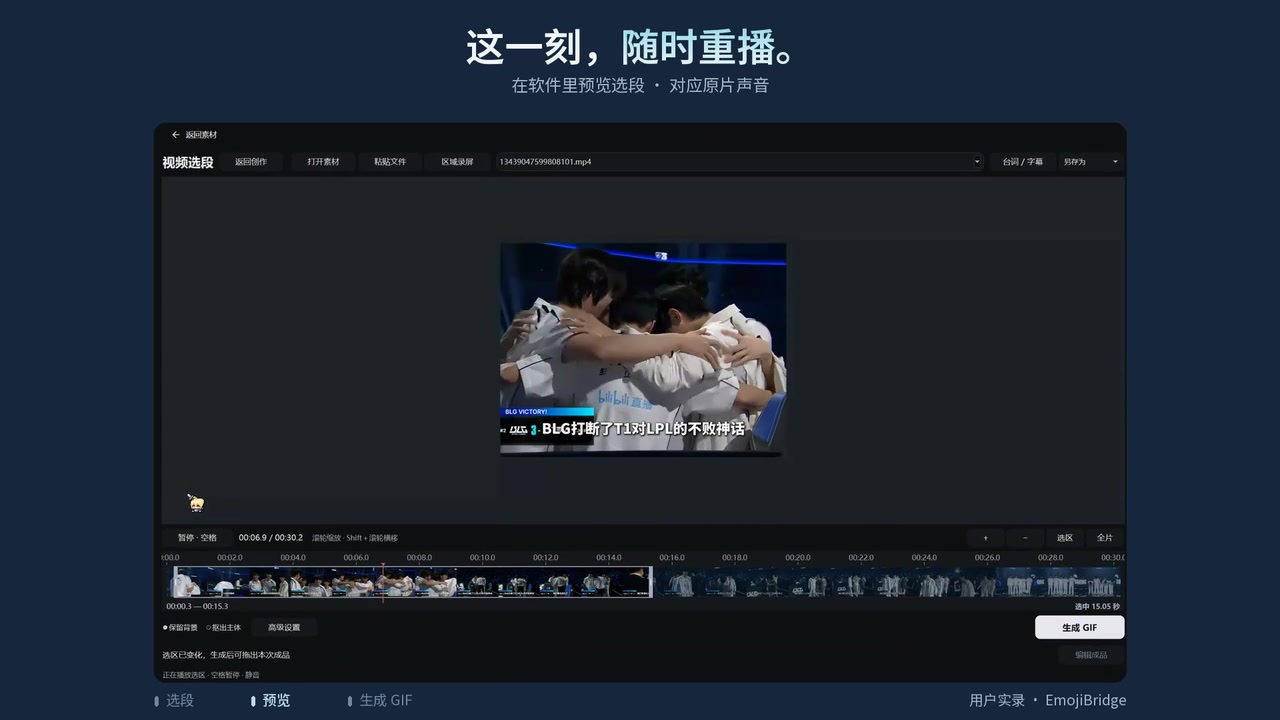 这一刻，随时重播。
在软件里预览选段 · 对应原片声音
← 返回素材
视频选段 返回创作 打开素材 粘贴文件 区域录屏 13439047599808101.mp4 台词 / 字幕 另存为
bilibili 直播
BLG VICTORY!
BLG打断了T1对LPL的不败神话
暂停 · 空格 00:06.9 / 00:30.2 滚轮缩放 · Shift + 滚轮横移 + − 选区 全片
:00.0 00:02.0 00:04.0 00:06.0 00:08.0 00:10.0 00:12.0 00:14.0 00:16.0 00:18.0 00:20.0 00:22.0 00:24.0 00:26.0 00:28.0 00:30.0
00:00.3 — 00:15.3 选中 15.05 秒
保留背景 抠出主体 高级设置 生成 GIF
选区已变化，生成后可拖出本次成品 编辑成品
正在播放选区 · 空格暂停 · 静音
选段 预览 生成 GIF 用户实录 · EmojiBridge